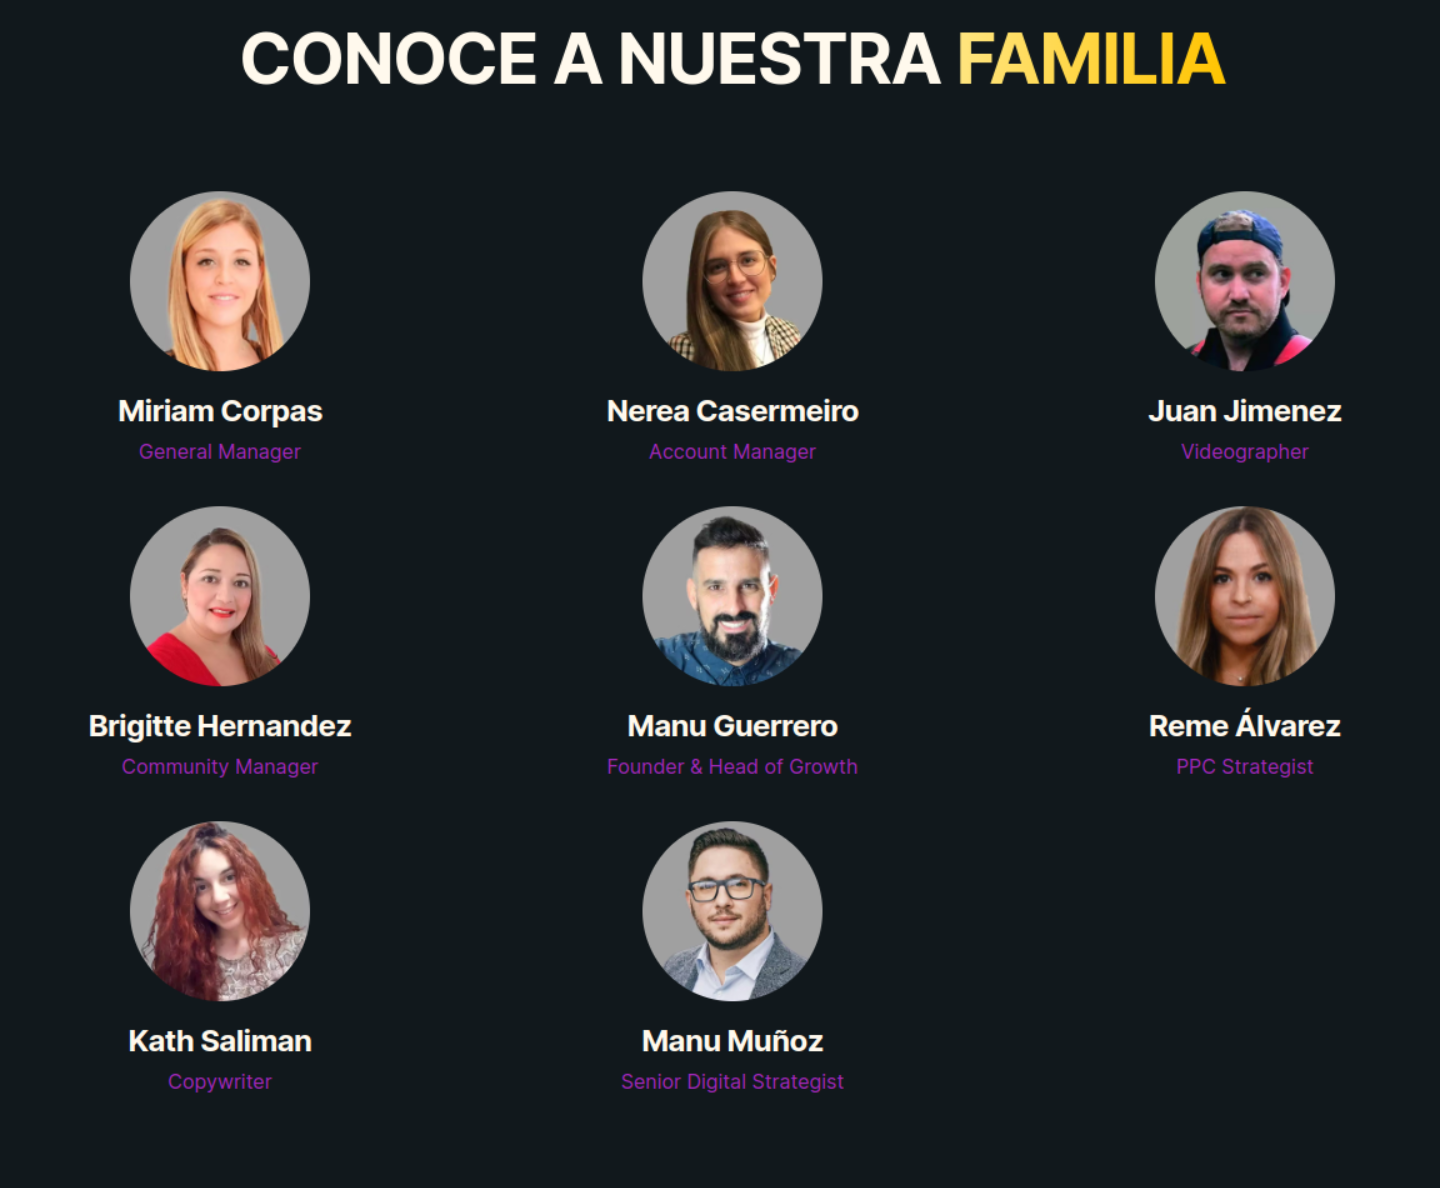 CONOCE A NUESTRA FAMILIA
Miriam Corpas
General Manager
Nerea Casermeiro
Account Manager
Juan Jimenez
Videographer
Brigitte Hernandez
Community Manager
Manu Guerrero
Founder & Head of Growth
Reme Álvarez
PPC Strategist
Kath Saliman
Copywriter
Manu Muñoz
Senior Digital Strategist